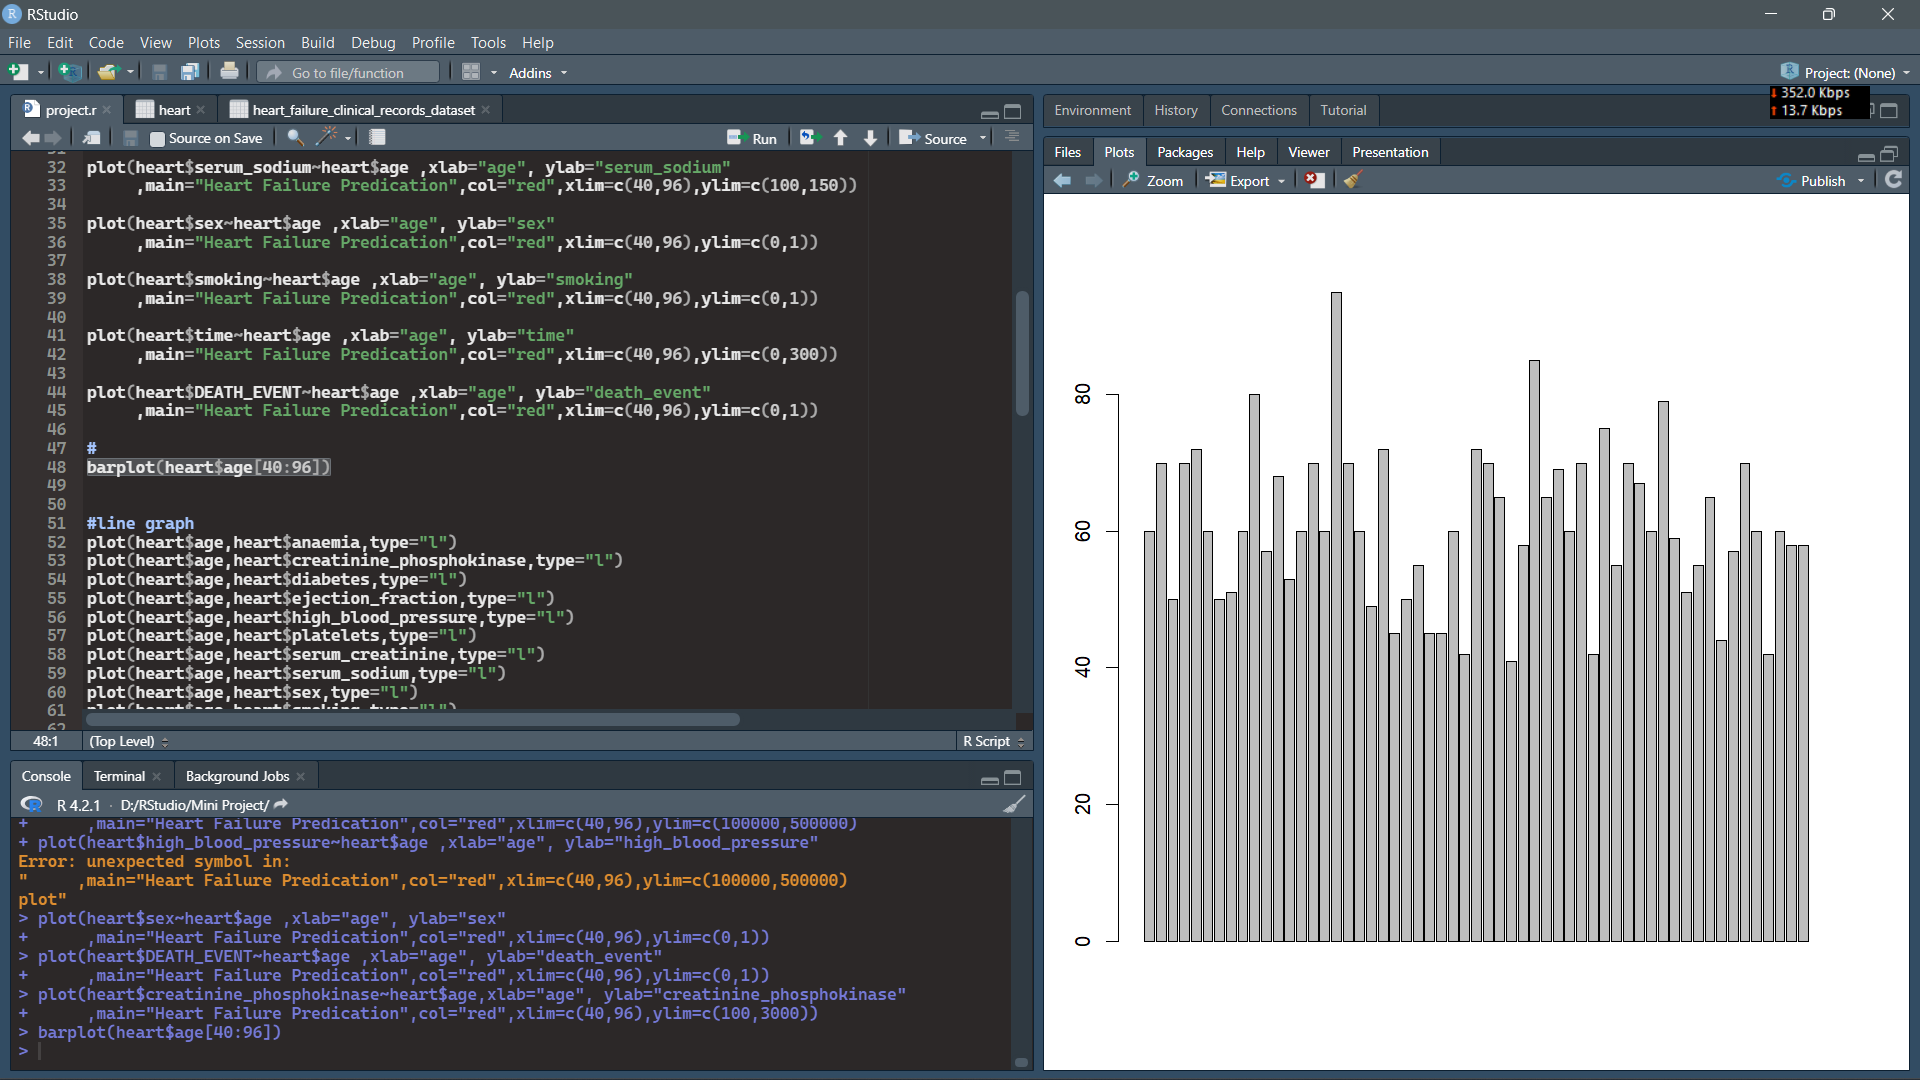 RStudio
File Edit Code View Plots Session Build Debug Profile Tools Help
Go to file/function Addins Project: (None)
352.0 Kbps
13.7 Kbps
project.r heart heart_failure_clinical_records_dataset
Source on Save Run Source
32 plot(heart$serum_sodium~heart$age ,xlab="age", ylab="serum_sodium"
33 ,main="Heart Failure Predication",col="red",xlim=c(40,96),ylim=c(100,150))
34
35 plot(heart$sex~heart$age ,xlab="age", ylab="sex"
36 ,main="Heart Failure Predication",col="red",xlim=c(40,96),ylim=c(0,1))
37
38 plot(heart$smoking~heart$age ,xlab="age", ylab="smoking"
39 ,main="Heart Failure Predication",col="red",xlim=c(40,96),ylim=c(0,1))
40
41 plot(heart$time~heart$age ,xlab="age", ylab="time"
42 ,main="Heart Failure Predication",col="red",xlim=c(40,96),ylim=c(0,300))
43
44 plot(heart$DEATH_EVENT~heart$age ,xlab="age", ylab="death_event"
45 ,main="Heart Failure Predication",col="red",xlim=c(40,96),ylim=c(0,1))
46
47 #
48 barplot(heart$age[40:96])
49
50
51 #line graph
52 plot(heart$age,heart$anaemia,type="l")
53 plot(heart$age,heart$creatinine_phosphokinase,type="l")
54 plot(heart$age,heart$diabetes,type="l")
55 plot(heart$age,heart$ejection_fraction,type="l")
56 plot(heart$age,heart$high_blood_pressure,type="l")
57 plot(heart$age,heart$platelets,type="l")
58 plot(heart$age,heart$serum_creatinine,type="l")
59 plot(heart$age,heart$serum_sodium,type="l")
60 plot(heart$age,heart$sex,type="l")
61 plot(heart$age,heart$smoking,type="l")
62
48:1 (Top Level) R Script
Console Terminal Background Jobs
R 4.2.1 · D:/RStudio/Mini Project/
+ ,main="Heart Failure Predication",col="red",xlim=c(40,96),ylim=c(100000,500000)
+ plot(heart$high_blood_pressure~heart$age ,xlab="age", ylab="high_blood_pressure"
Error: unexpected symbol in:
" ,main="Heart Failure Predication",col="red",xlim=c(40,96),ylim=c(100000,500000)
plot"
> plot(heart$sex~heart$age ,xlab="age", ylab="sex"
+ ,main="Heart Failure Predication",col="red",xlim=c(40,96),ylim=c(0,1))
> plot(heart$DEATH_EVENT~heart$age ,xlab="age", ylab="death_event"
+ ,main="Heart Failure Predication",col="red",xlim=c(40,96),ylim=c(0,1))
> plot(heart$creatinine_phosphokinase~heart$age,xlab="age", ylab="creatinine_phosphokinase"
+ ,main="Heart Failure Predication",col="red",xlim=c(40,96),ylim=c(100,3000))
> barplot(heart$age[40:96])
>
Environment History Connections Tutorial
Files Plots Packages Help Viewer Presentation
Zoom Export Publish
80
60
40
20
0